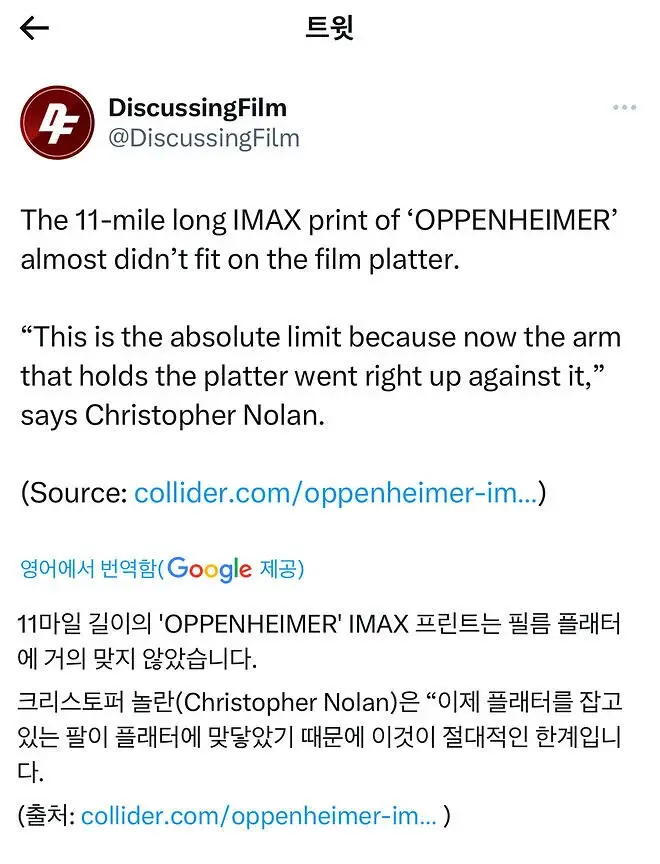 트윗
DiscussingFilm
@DiscussingFilm
The 11-mile long IMAX print of ‘OPPENHEIMER’
almost didn’t fit on the film platter.
“This is the absolute limit because now the arm
that holds the platter went right up against it,”
says Christopher Nolan.
(Source: collider.com/oppenheimer-im...)
영어에서 번역함(Google 제공)
11마일 길이의 'OPPENHEIMER' IMAX 프린트는 필름 플래터
에 거의 맞지 않았습니다.
크리스토퍼 놀란(Christopher Nolan)은 “이제 플래터를 잡고
있는 팔이 플래터에 맞닿았기 때문에 이것이 절대적인 한계입니
다.
(출처: collider.com/oppenheimer-im... )